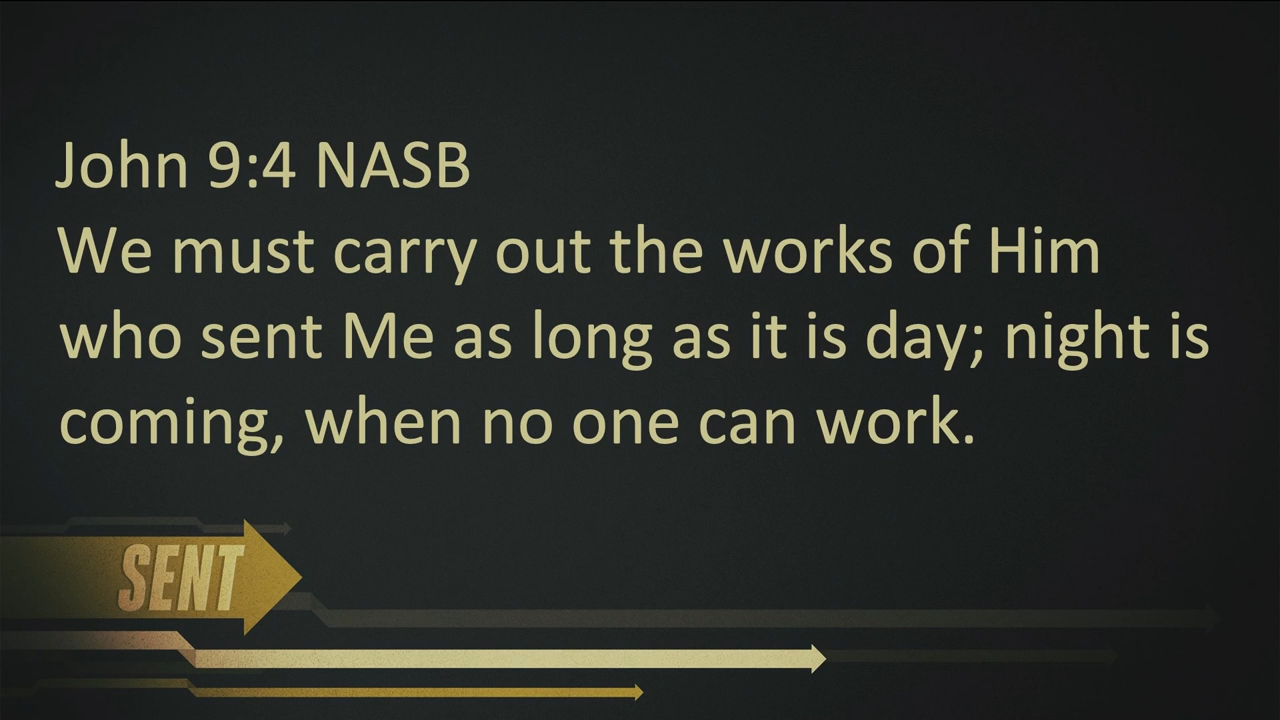 John 9:4 NASB
We must carry out the works of Him
who sent Me as long as it is day; night is
coming, when no one can work.
SENT